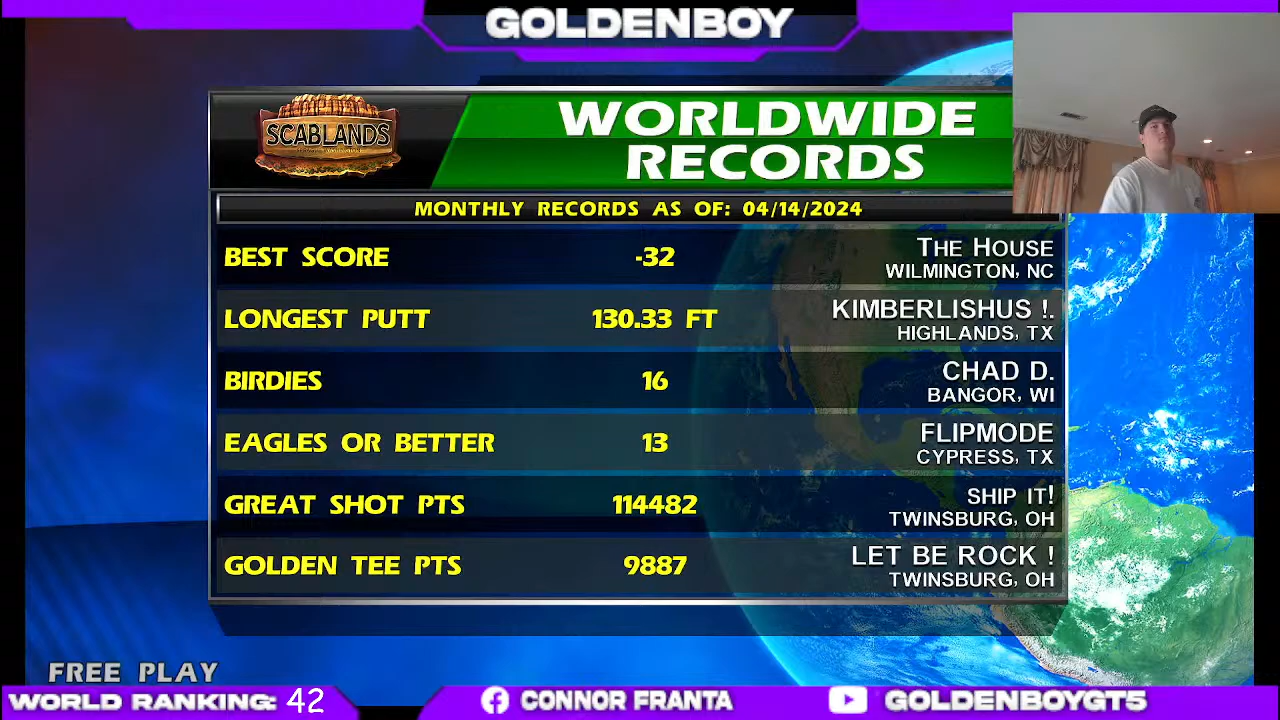 GOLDENBOY
SCABLANDS
WORLDWIDE
RECORDS
MONTHLY RECORDS AS OF: 04/14/2024
BEST SCORE -32 THE HOUSE
WILMINGTON, NC
LONGEST PUTT 130.33 FT KIMBERLISHUS !.
HIGHLANDS, TX
BIRDIES 16 CHAD D.
BANGOR, WI
EAGLES OR BETTER 13 FLIPMODE
CYPRESS, TX
GREAT SHOT PTS 114482 SHIP IT!
TWINSBURG, OH
GOLDEN TEE PTS 9887 LET BE ROCK !
TWINSBURG, OH
FREE PLAY
WORLD RANKING: 42 CONNOR FRANTA GOLDENBOYGT5